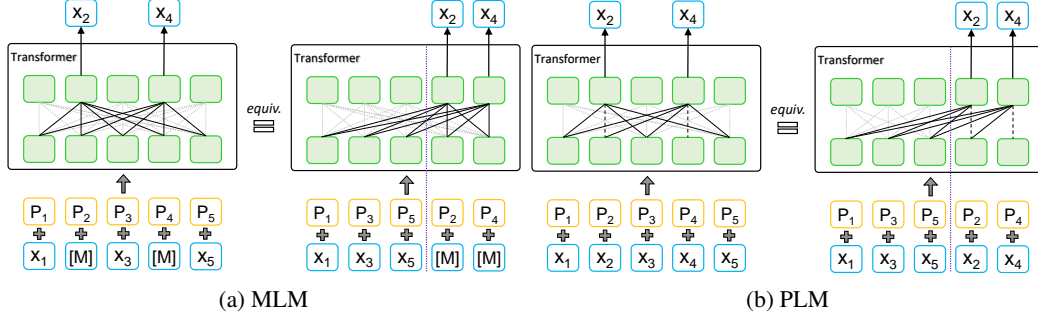 x2 x4 x2 x4 x2 x4 x2 x4
Transformer Transformer Transformer Transformer
equiv. equiv.
P1 P2 P3 P4 P5 P1 P3 P5 P2 P4 P1 P2 P3 P4 P5 P1 P3 P5 P2 P4
x1 [M] x3 [M] x5 x1 x3 x5 [M] [M] x1 x2 x3 x4 x5 x1 x3 x5 x2 x4
(a) MLM (b) PLM